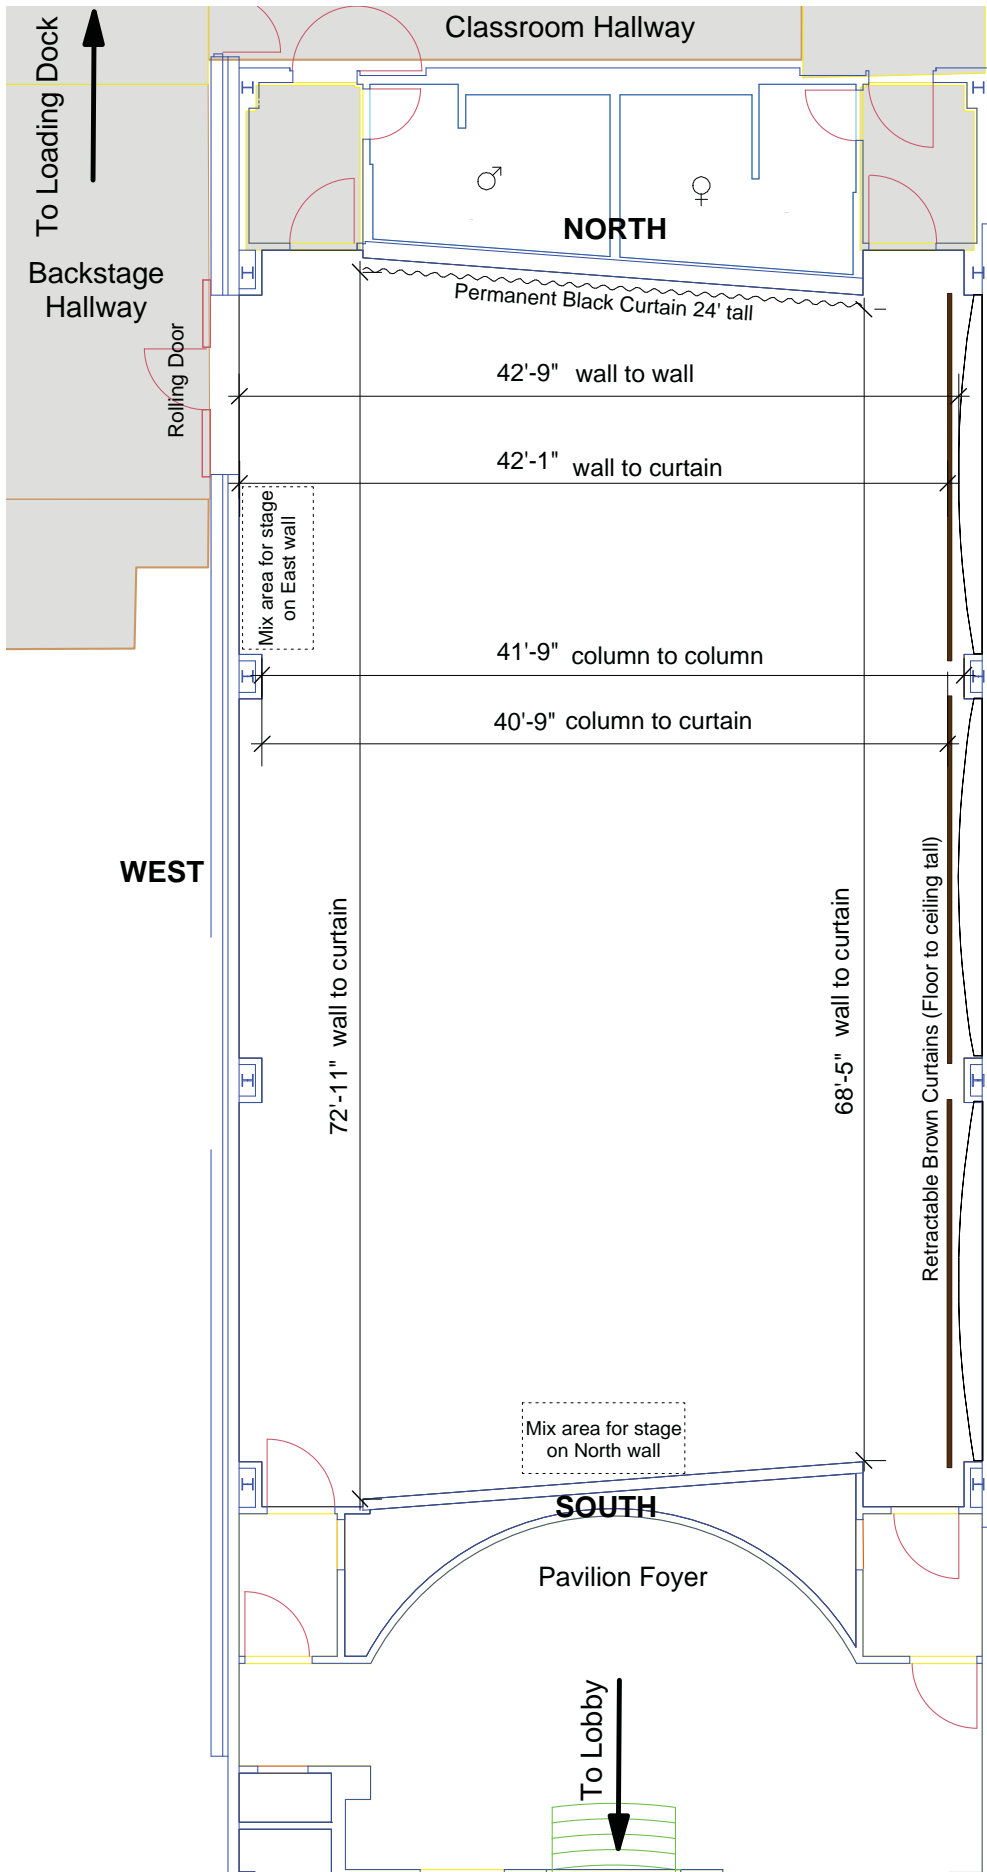 Classroom Hallway
To Loading Dock
NORTH
Backstage
Hallway
Permanent Black Curtain 24' tall
Rolling Door
42'-9" wall to wall
42'-1" wall to curtain
Mix area for stage
on East wall
41'-9" column to column
40'-9" column to curtain
WEST
72'-11" wall to curtain
68'-5" wall to curtain
Retractable Brown Curtains (Floor to ceiling tall)
Mix area for stage
on North wall
SOUTH
Pavilion Foyer
To Lobby